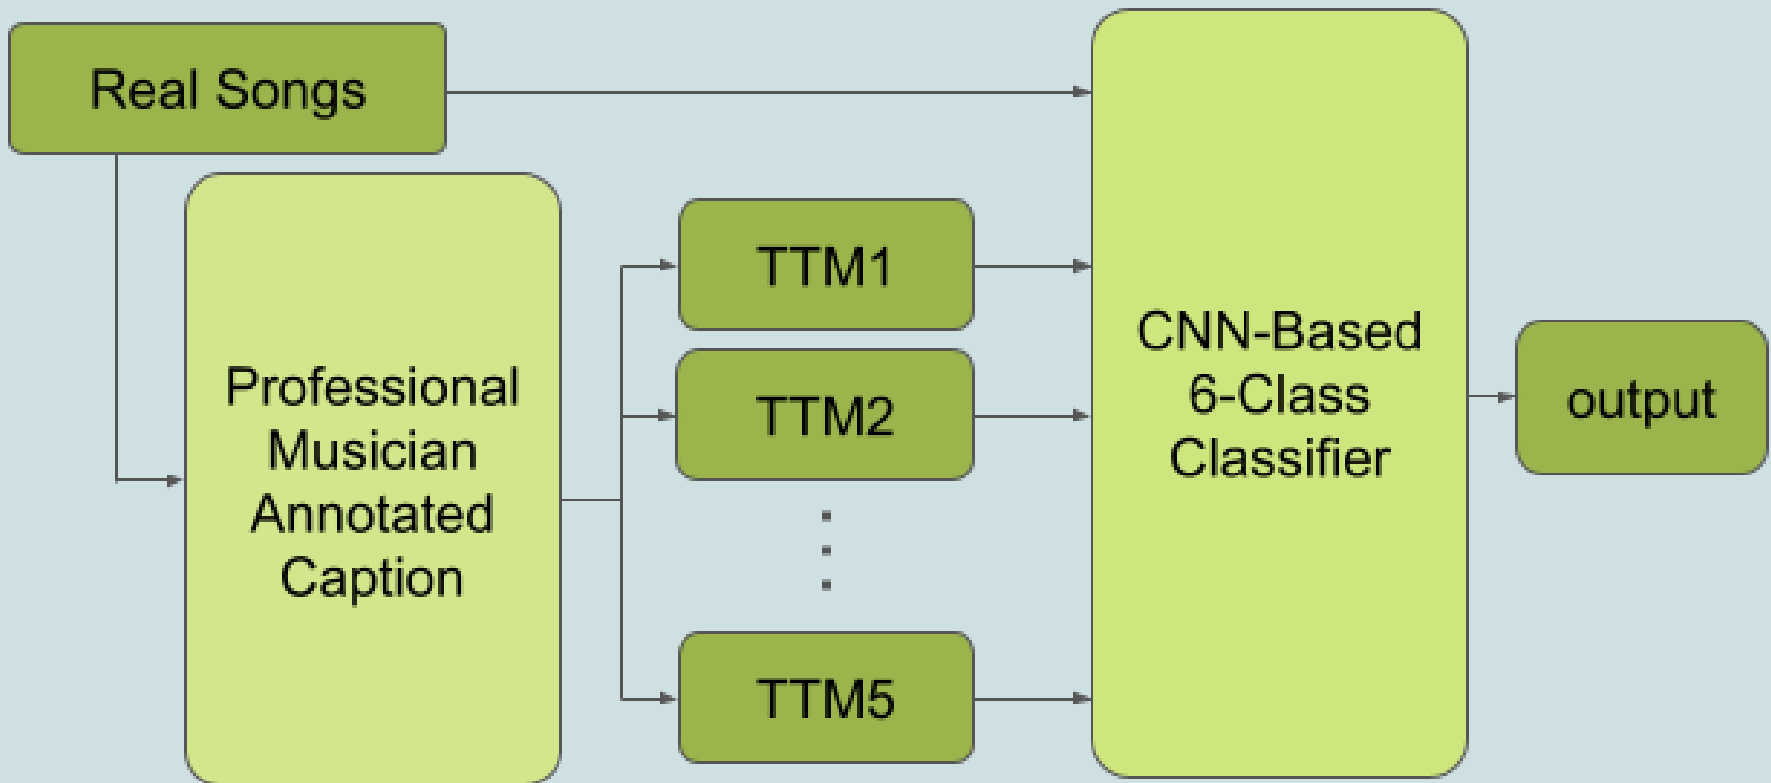 Real Songs
Professional
Musician
Annotated
Caption
TTM1
TTM2
TTM5
CNN-Based
6-Class
Classifier
output